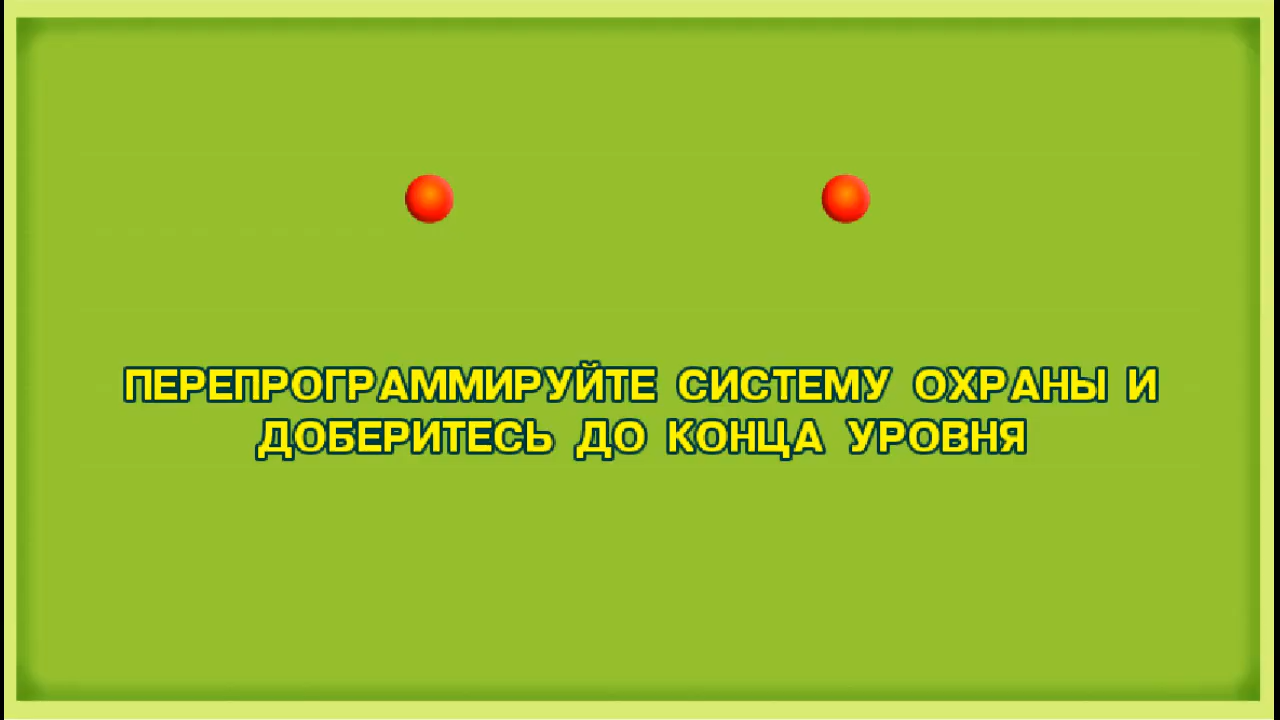 ПЕРЕПРОГРАММИРУЙТЕ СИСТЕМУ ОХРАНЫ И
ДОБЕРИТЕСЬ ДО КОНЦА УРОВНЯ